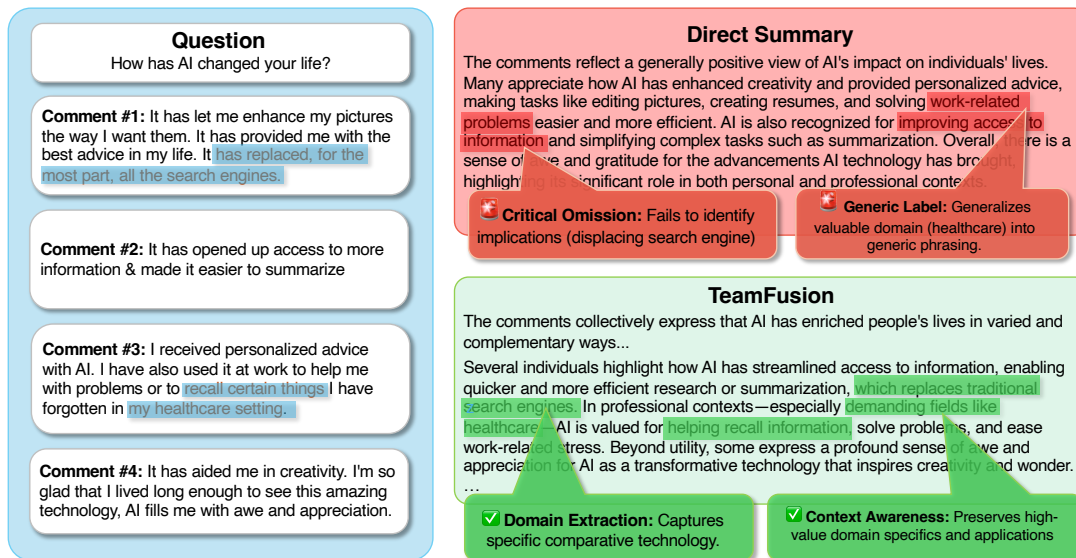 Question
How has AI changed your life?
Comment #1: It has let me enhance my pictures
the way I want them. It has provided me with the
best advice in my life. It has replaced, for the
most part, all the search engines.
Comment #2: It has opened up access to more
information & made it easier to summarize
Comment #3: I received personalized advice
with AI. I have also used it at work to help me
with problems or to recall certain things I have
forgotten in my healthcare setting.
Comment #4: It has aided me in creativity. I'm so
glad that I lived long enough to see this amazing
technology, AI fills me with awe and appreciation.
Direct Summary
The comments reflect a generally positive view of AI's impact on individuals' lives.
Many appreciate how AI has enhanced creativity and provided personalized advice,
making tasks like editing pictures, creating resumes, and solving work-related
problems easier and more efficient. AI is also recognized for improving access to
information and simplifying complex tasks such as summarization. Overall, there is a
sense of awe and gratitude for the advancements AI technology has brought,
highlighting its significant role in both personal and professional contexts.
Critical Omission: Fails to identify
implications (displacing search engine)
Generic Label: Generalizes
valuable domain (healthcare) into
generic phrasing.
TeamFusion
The comments collectively express that AI has enriched people's lives in varied and
complementary ways...
Several individuals highlight how AI has streamlined access to information, enabling
quicker and more efficient research or summarization, which replaces traditional
search engines. In professional contexts—especially demanding fields like
healthcare—AI is valued for helping recall information, solve problems, and ease
work-related stress. Beyond utility, some express a profound sense of awe and
appreciation for AI as a transformative technology that inspires creativity and wonder.
...
Domain Extraction: Captures
specific comparative technology.
Context Awareness: Preserves high-
value domain specifics and applications